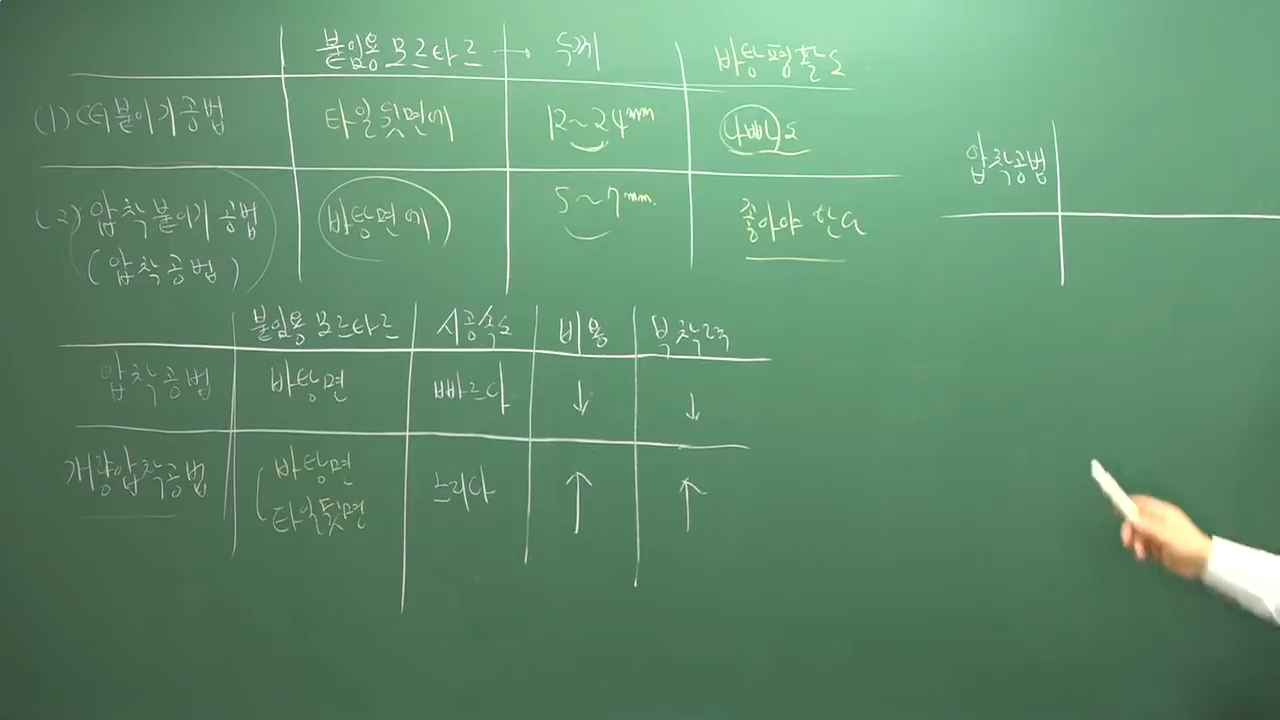 붙임용 모르타르 → 두께 바탕평활도
(1) 떠붙이기공법 타일뒷면에 12~24mm 나빠도
(2) 압착붙이기 공법 바탕면에 5~7mm. 좋아야 한다
(압착공법)
붙임용 모르타르 시공속도 비용 부착력
압착공법 바탕면 빠르다 ↓ ↓
개량압착공법 바탕면 느리다 ↑ ↑
타일뒷면
압착공법